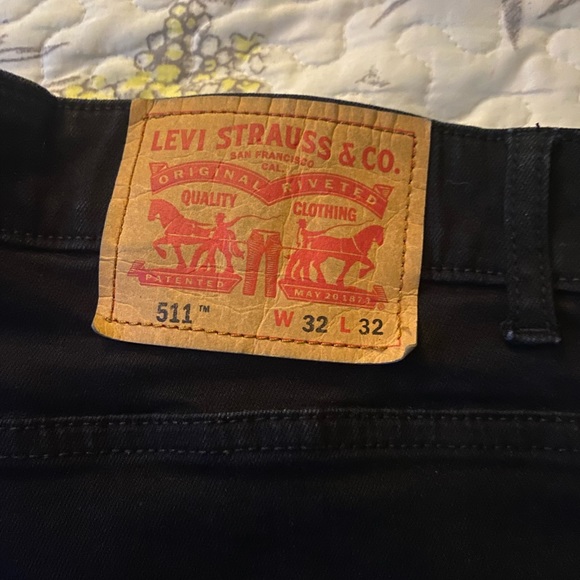 LEVI STRAUSS & CO.
SAN FRANCISCO
CAL.
ORIGINAL RIVETED
QUALITY CLOTHING
PATENTED MAY 20 1873
511™ W 32 L 32